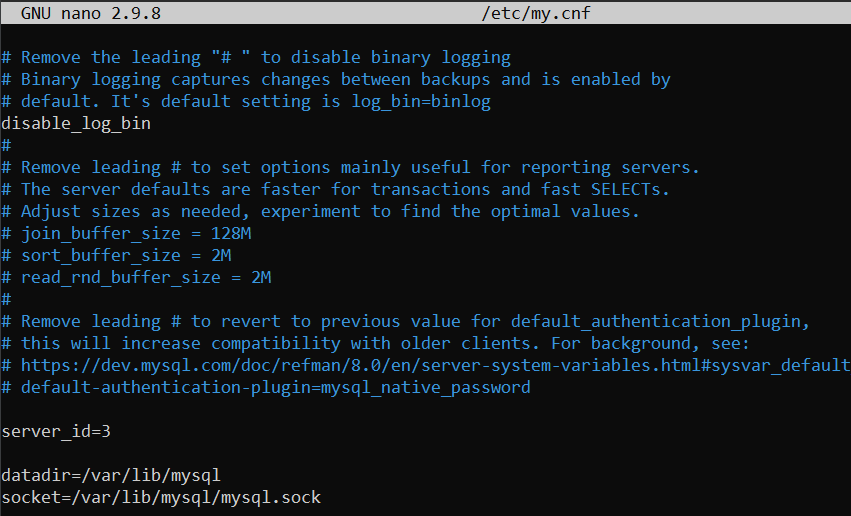 GNU nano 2.9.8 /etc/my.cnf
# Remove the leading "# " to disable binary logging
# Binary logging captures changes between backups and is enabled by
# default. It's default setting is log_bin=binlog
disable_log_bin
#
# Remove leading # to set options mainly useful for reporting servers.
# The server defaults are faster for transactions and fast SELECTs.
# Adjust sizes as needed, experiment to find the optimal values.
# join_buffer_size = 128M
# sort_buffer_size = 2M
# read_rnd_buffer_size = 2M
#
# Remove leading # to revert to previous value for default_authentication_plugin,
# this will increase compatibility with older clients. For background, see:
# https://dev.mysql.com/doc/refman/8.0/en/server-system-variables.html#sysvar_default
# default-authentication-plugin=mysql_native_password
server_id=3
datadir=/var/lib/mysql
socket=/var/lib/mysql/mysql.sock